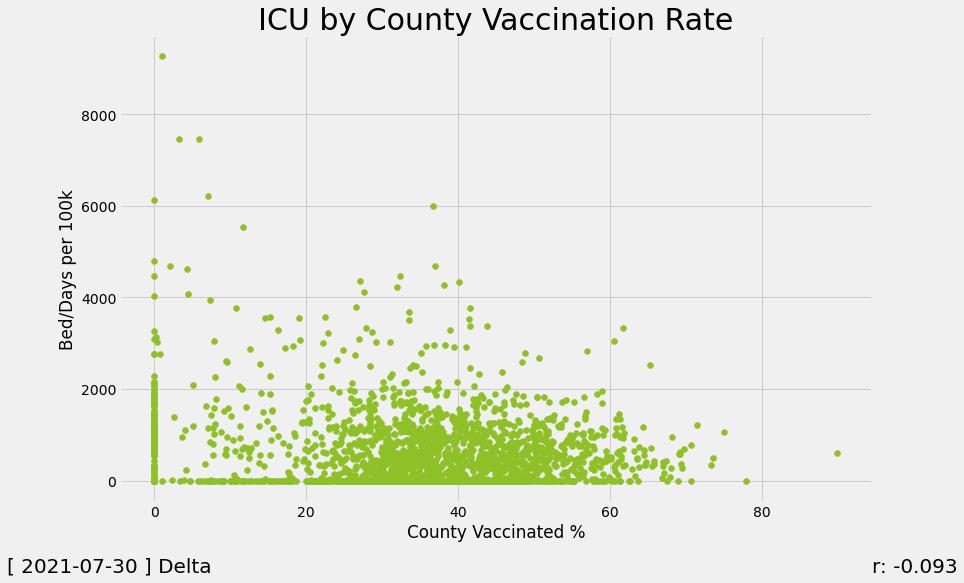 ICU by County Vaccination Rate
8000
6000
4000
2000
0
Bed/Days per 100k
0 20 40 60 80
County Vaccinated %
[ 2021-07-30 ] Delta
r: -0.093